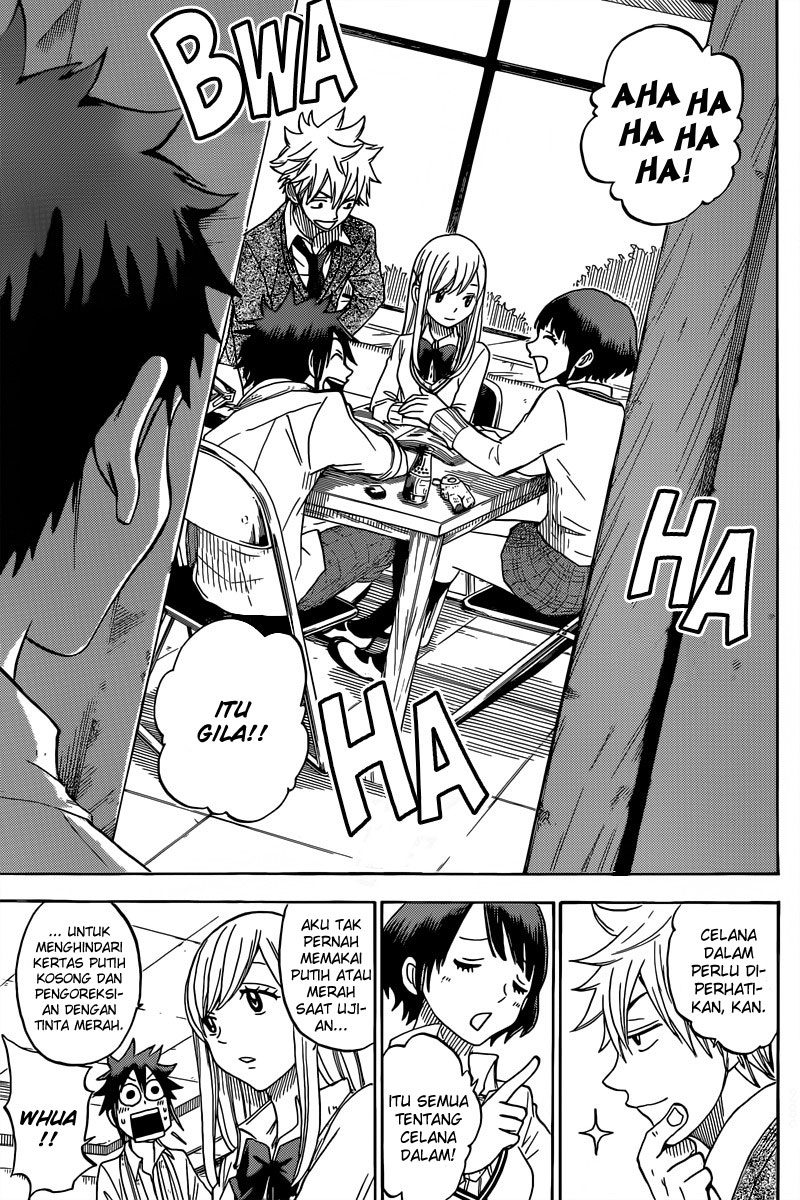 AHA HA
HA HA
HA!
BWA
HA
HA
ITU
GILA!!
CELANA
DALAM
PERLU DI-
PERHATI-
KAN, KAN.
ITU SEMUA
TENTANG
CELANA
DALAM!
AKU TAK
PERNAH
MEMAKAI
PUTIH ATAU
MERAH
SAAT UJI-
AN...
... UNTUK
MENGHINDARI
KERTAS PUTIH
KOSONG DAN
PENGOREKSI-
AN DENGAN
TINTA MERAH.
WHUA
!!